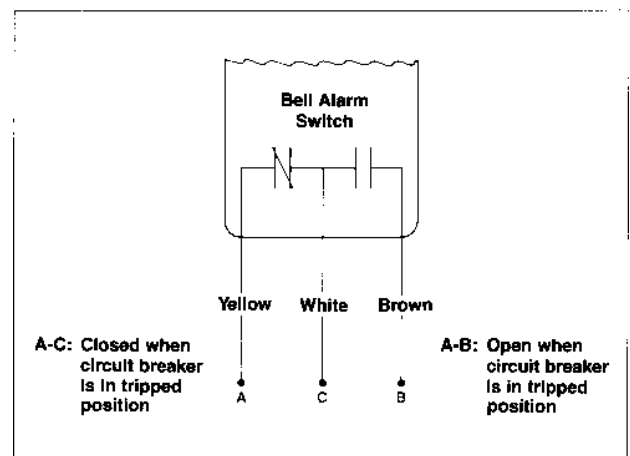 Bell Alarm
Switch
Yellow
White
Brown
A-C: Closed when
circuit breaker
is in tripped
position
A-B: Open when
circuit breaker
is in tripped
position
A
C
B